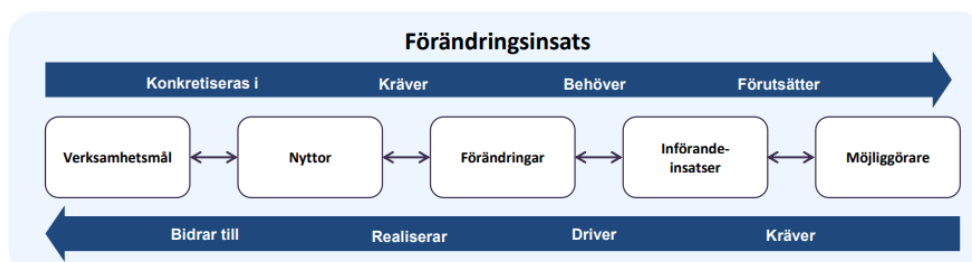 Förändringsinsats
Konkretiseras i Kräver Behöver Förutsätter
Verksamhetsmål Nyttor Förändringar Införande-
insatser Möjliggörare
Bidrar till Realiserar Driver Kräver